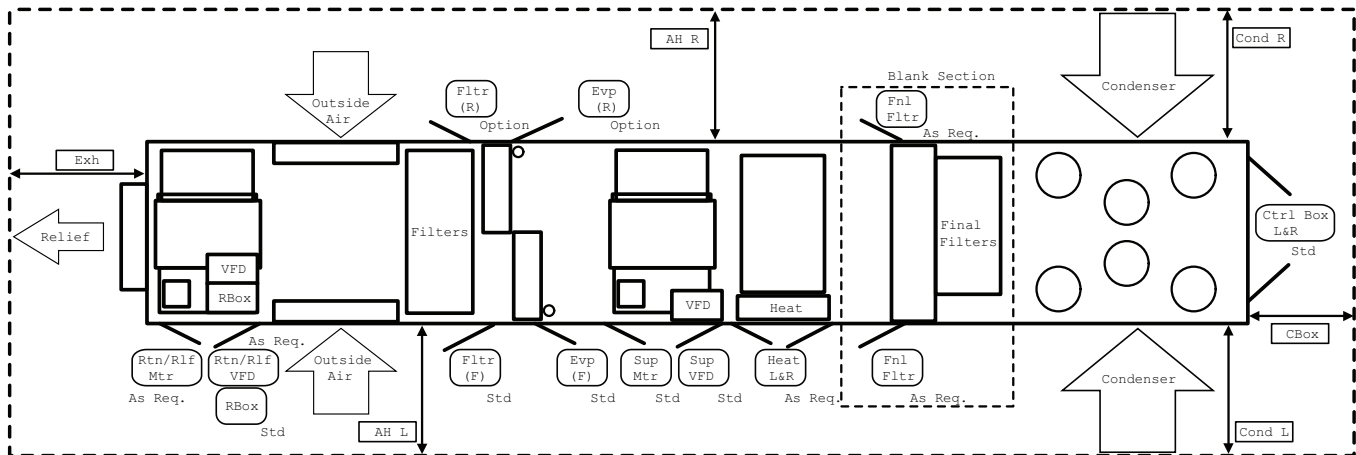 AH R
Cond R
Blank Section
Outside
Air
Fltr
(R)
Option
Evp
(R)
Option
Fnl
Fltr
As Req.
Condenser
Exh
Relief
Filters
Final
Filters
Ctrl Box
L&R
Std
VFD
RBox
VFD
Heat
CBox
As Req.
Rtn/Rlf
Mtr
As Req.
Rtn/Rlf
VFD
RBox
Std
Outside
Air
Fltr
(F)
Std
Evp
(F)
Std
Sup
Mtr
Std
Sup
VFD
Std
Heat
L&R
As Req.
Fnl
Fltr
As Req.
Condenser
AH L
Cond L